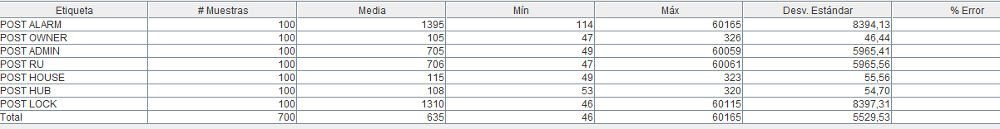 Etiqueta # Muestras Media Mín Máx Desv. Estándar % Error
POST ALARM 100 1395 114 60165 8394,13
POST OWNER 100 105 47 326 46,44
POST ADMIN 100 705 49 60059 5965,41
POST RU 100 706 47 60061 5965,56
POST HOUSE 100 115 49 323 55,56
POST HUB 100 108 53 320 54,70
POST LOCK 100 1310 46 60115 8397,31
Total 700 635 46 60165 5529,53